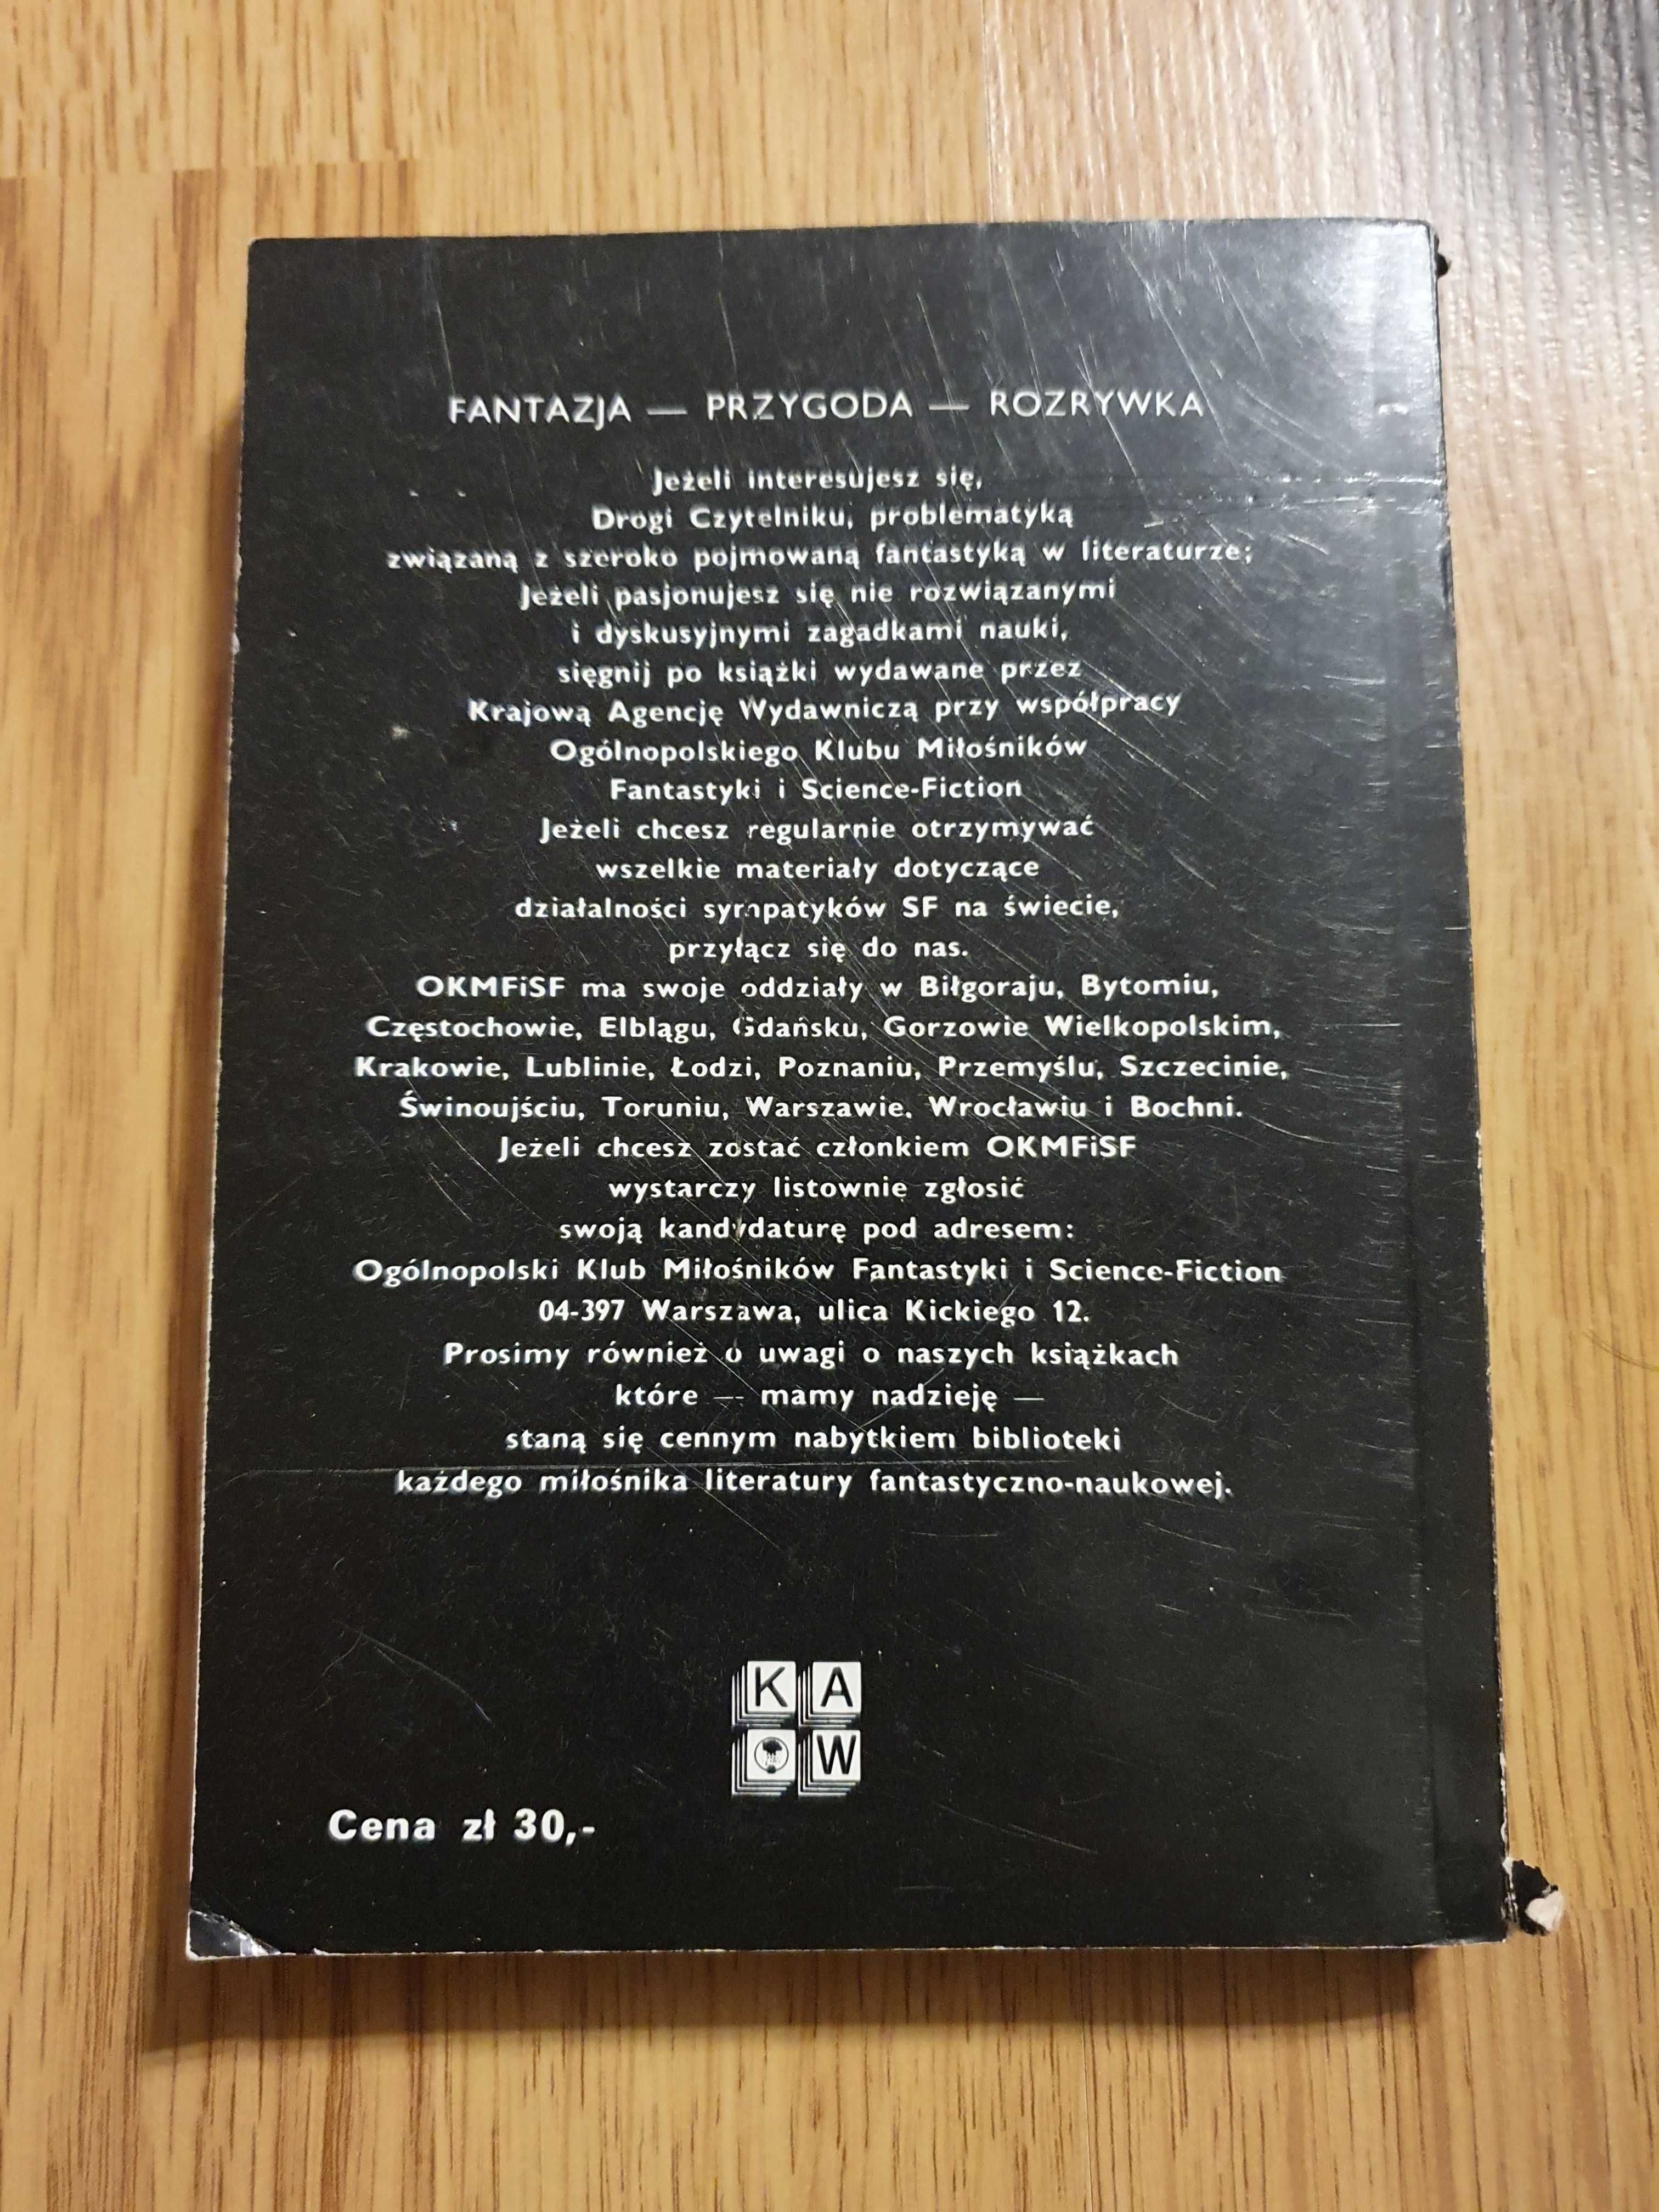 FANTAZJA — PRZYGODA — ROZRYWKA
Jeżeli interesujesz się,
Drogi Czytelniku, problematyką
związaną z szeroko pojmowaną fantastyką w literaturze;
Jeżeli pasjonujesz się nie rozwiązanymi
i dyskusyjnymi zagadkami nauki,
sięgnij po książki wydawane przez
Krajową Agencję Wydawniczą przy współpracy
Ogólnopolskiego Klubu Miłośników
Fantastyki i Science-Fiction
Jeżeli chcesz regularnie otrzymywać
wszelkie materiały dotyczące
działalności sympatyków SF na świecie,
przyłącz się do nas.
OKMFiSF ma swoje oddziały w Biłgoraju, Bytomiu,
Częstochowie, Elblągu, Gdańsku, Gorzowie Wielkopolskim,
Krakowie, Lublinie, Łodzi, Poznaniu, Przemyślu, Szczecinie,
Świnoujściu, Toruniu, Warszawie, Wrocławiu i Bochni.
Jeżeli chcesz zostać członkiem OKMFiSF
wystarczy listownie zgłosić
swoją kandydaturę pod adresem:
Ogólnopolski Klub Miłośników Fantastyki i Science-Fiction
04-397 Warszawa, ulica Kickiego 12.
Prosimy również o uwagi o naszych książkach
które — mamy nadzieję —
staną się cennym nabytkiem biblioteki
każdego miłośnika literatury fantastyczno-naukowej.
K A
W
Cena zł 30,-